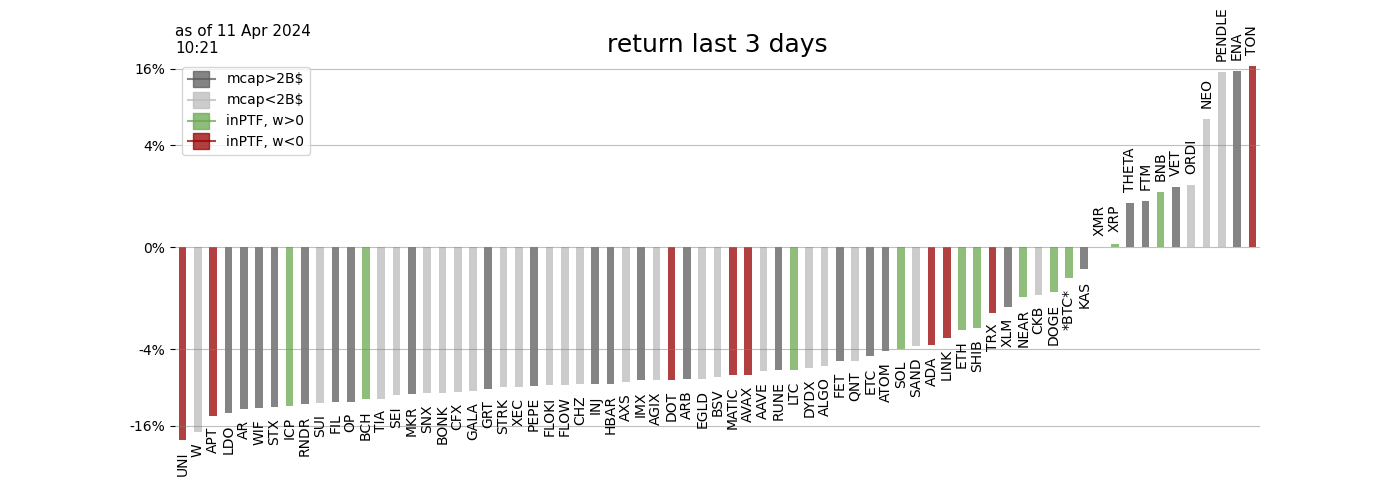 as of 11 Apr 2024
10:21
return last 3 days
mcap>2B$
mcap<2B$
inPTF, w>0
inPTF, w<0
16%
4%
0%
-4%
-16%
UNI
W
APT
LDO
AR
WIF
STX
ICP
RNDR
SUI
FIL
OP
BCH
TIA
SEI
MKR
SNX
BONK
CFX
GALA
GRT
STRK
XEC
PEPE
FLOKI
FLOW
CHZ
INJ
HBAR
AXS
IMX
AGIX
DOT
ARB
EGLD
BSV
MATIC
AVAX
AAVE
RUNE
LTC
DYDX
ALGO
FET
QNT
ETC
ATOM
SOL
SAND
ADA
LINK
ETH
SHIB
TRX
XLM
NEAR
CKB
DOGE
*BTC*
KAS
XMR
XRP
THETA
FTM
BNB
VET
ORDI
NEO
PENDLE
ENA
TON